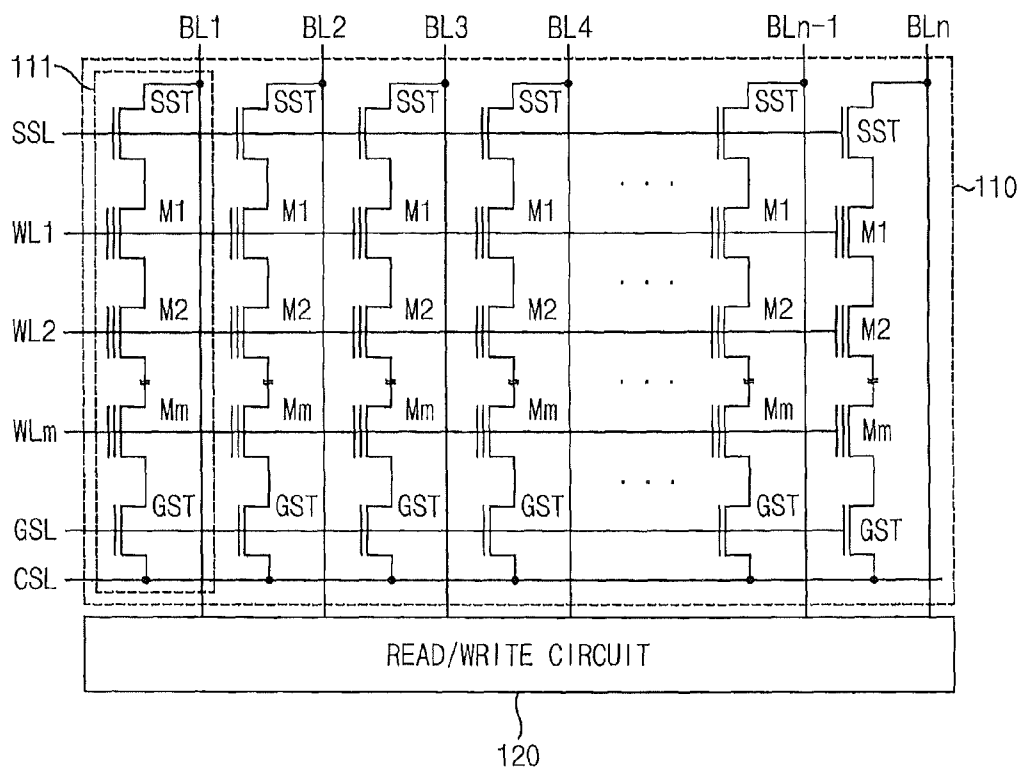 BL1 BL2 BL3 BL4 BLn-1 BLn
111
SST SST SST SST SST
SSL SST
110
M1 M1 M1 M1 M1
WL1 M1
M2 M2 M2 M2 M2
WL2 M2
Mm Mm Mm Mm Mm
WLm Mm
GST GST GST GST GST
GSL GST
CSL
READ/WRITE CIRCUIT
120